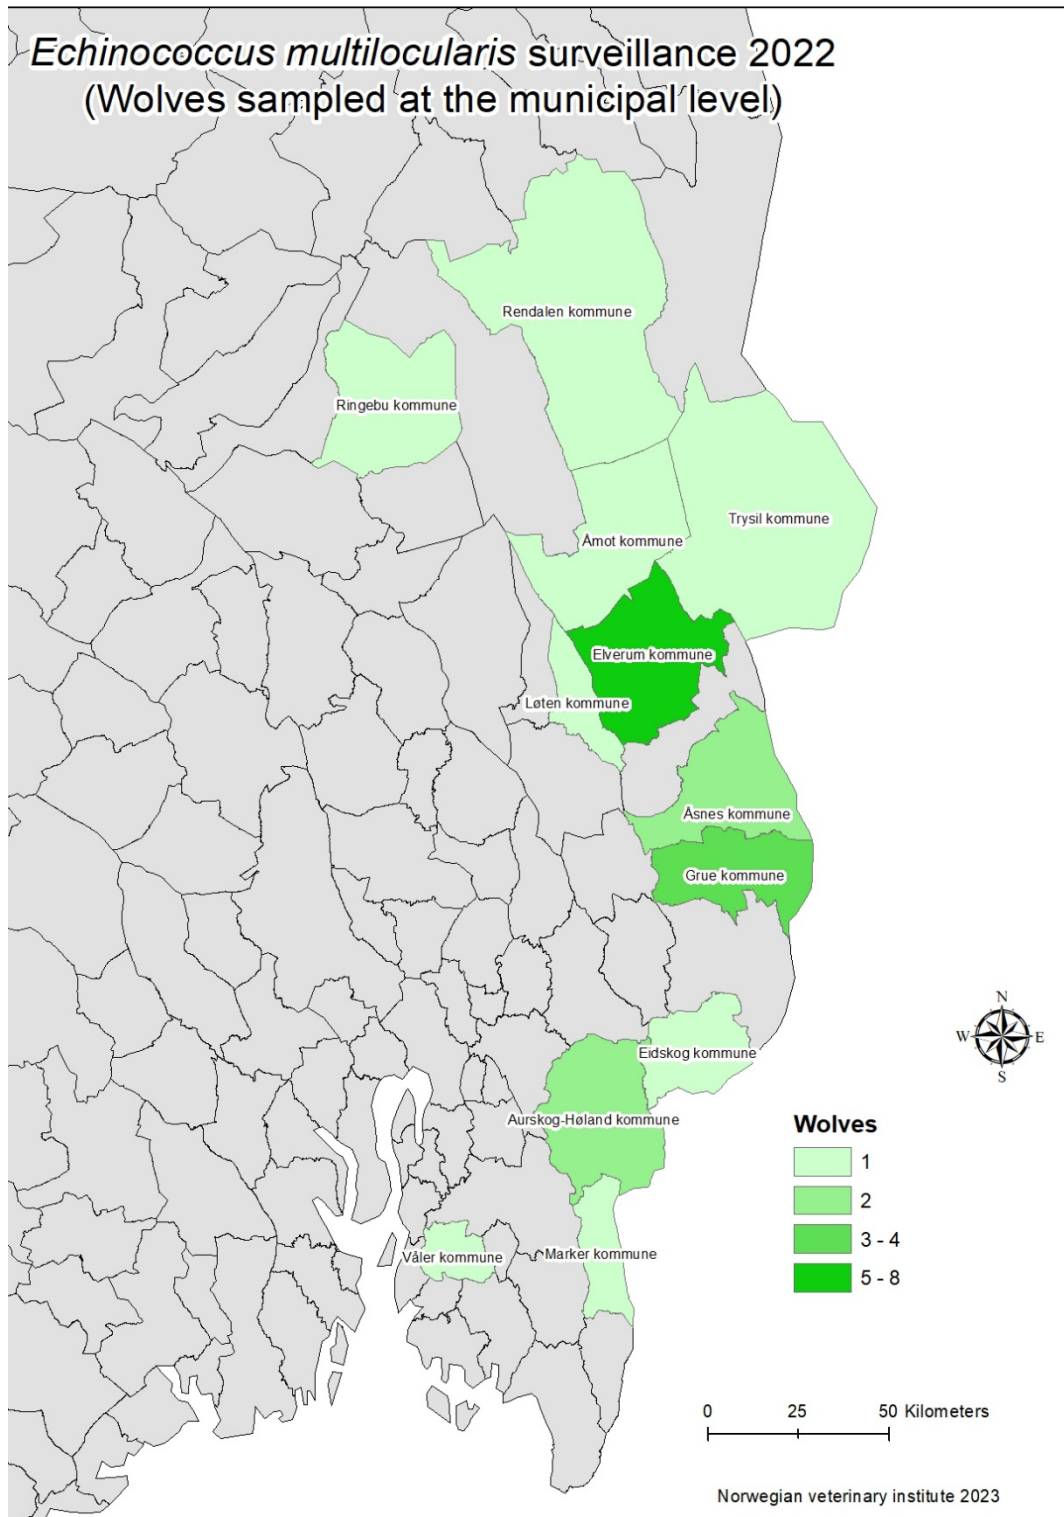 Echinococcus multilocularis surveillance 2022
(Wolves sampled at the municipal level)
Rendalen kommune
Ringebu kommune
Trysil kommune
Åmot kommune
Elverum kommune
Løten kommune
Åsnes kommune
Grue kommune
N
W
E
S
Eidskog kommune
Aurskog-Høland kommune
Våler kommune
Marker kommune
Wolves
1
2
3 - 4
5 - 8
0 25 50 Kilometers
Norwegian veterinary institute 2023